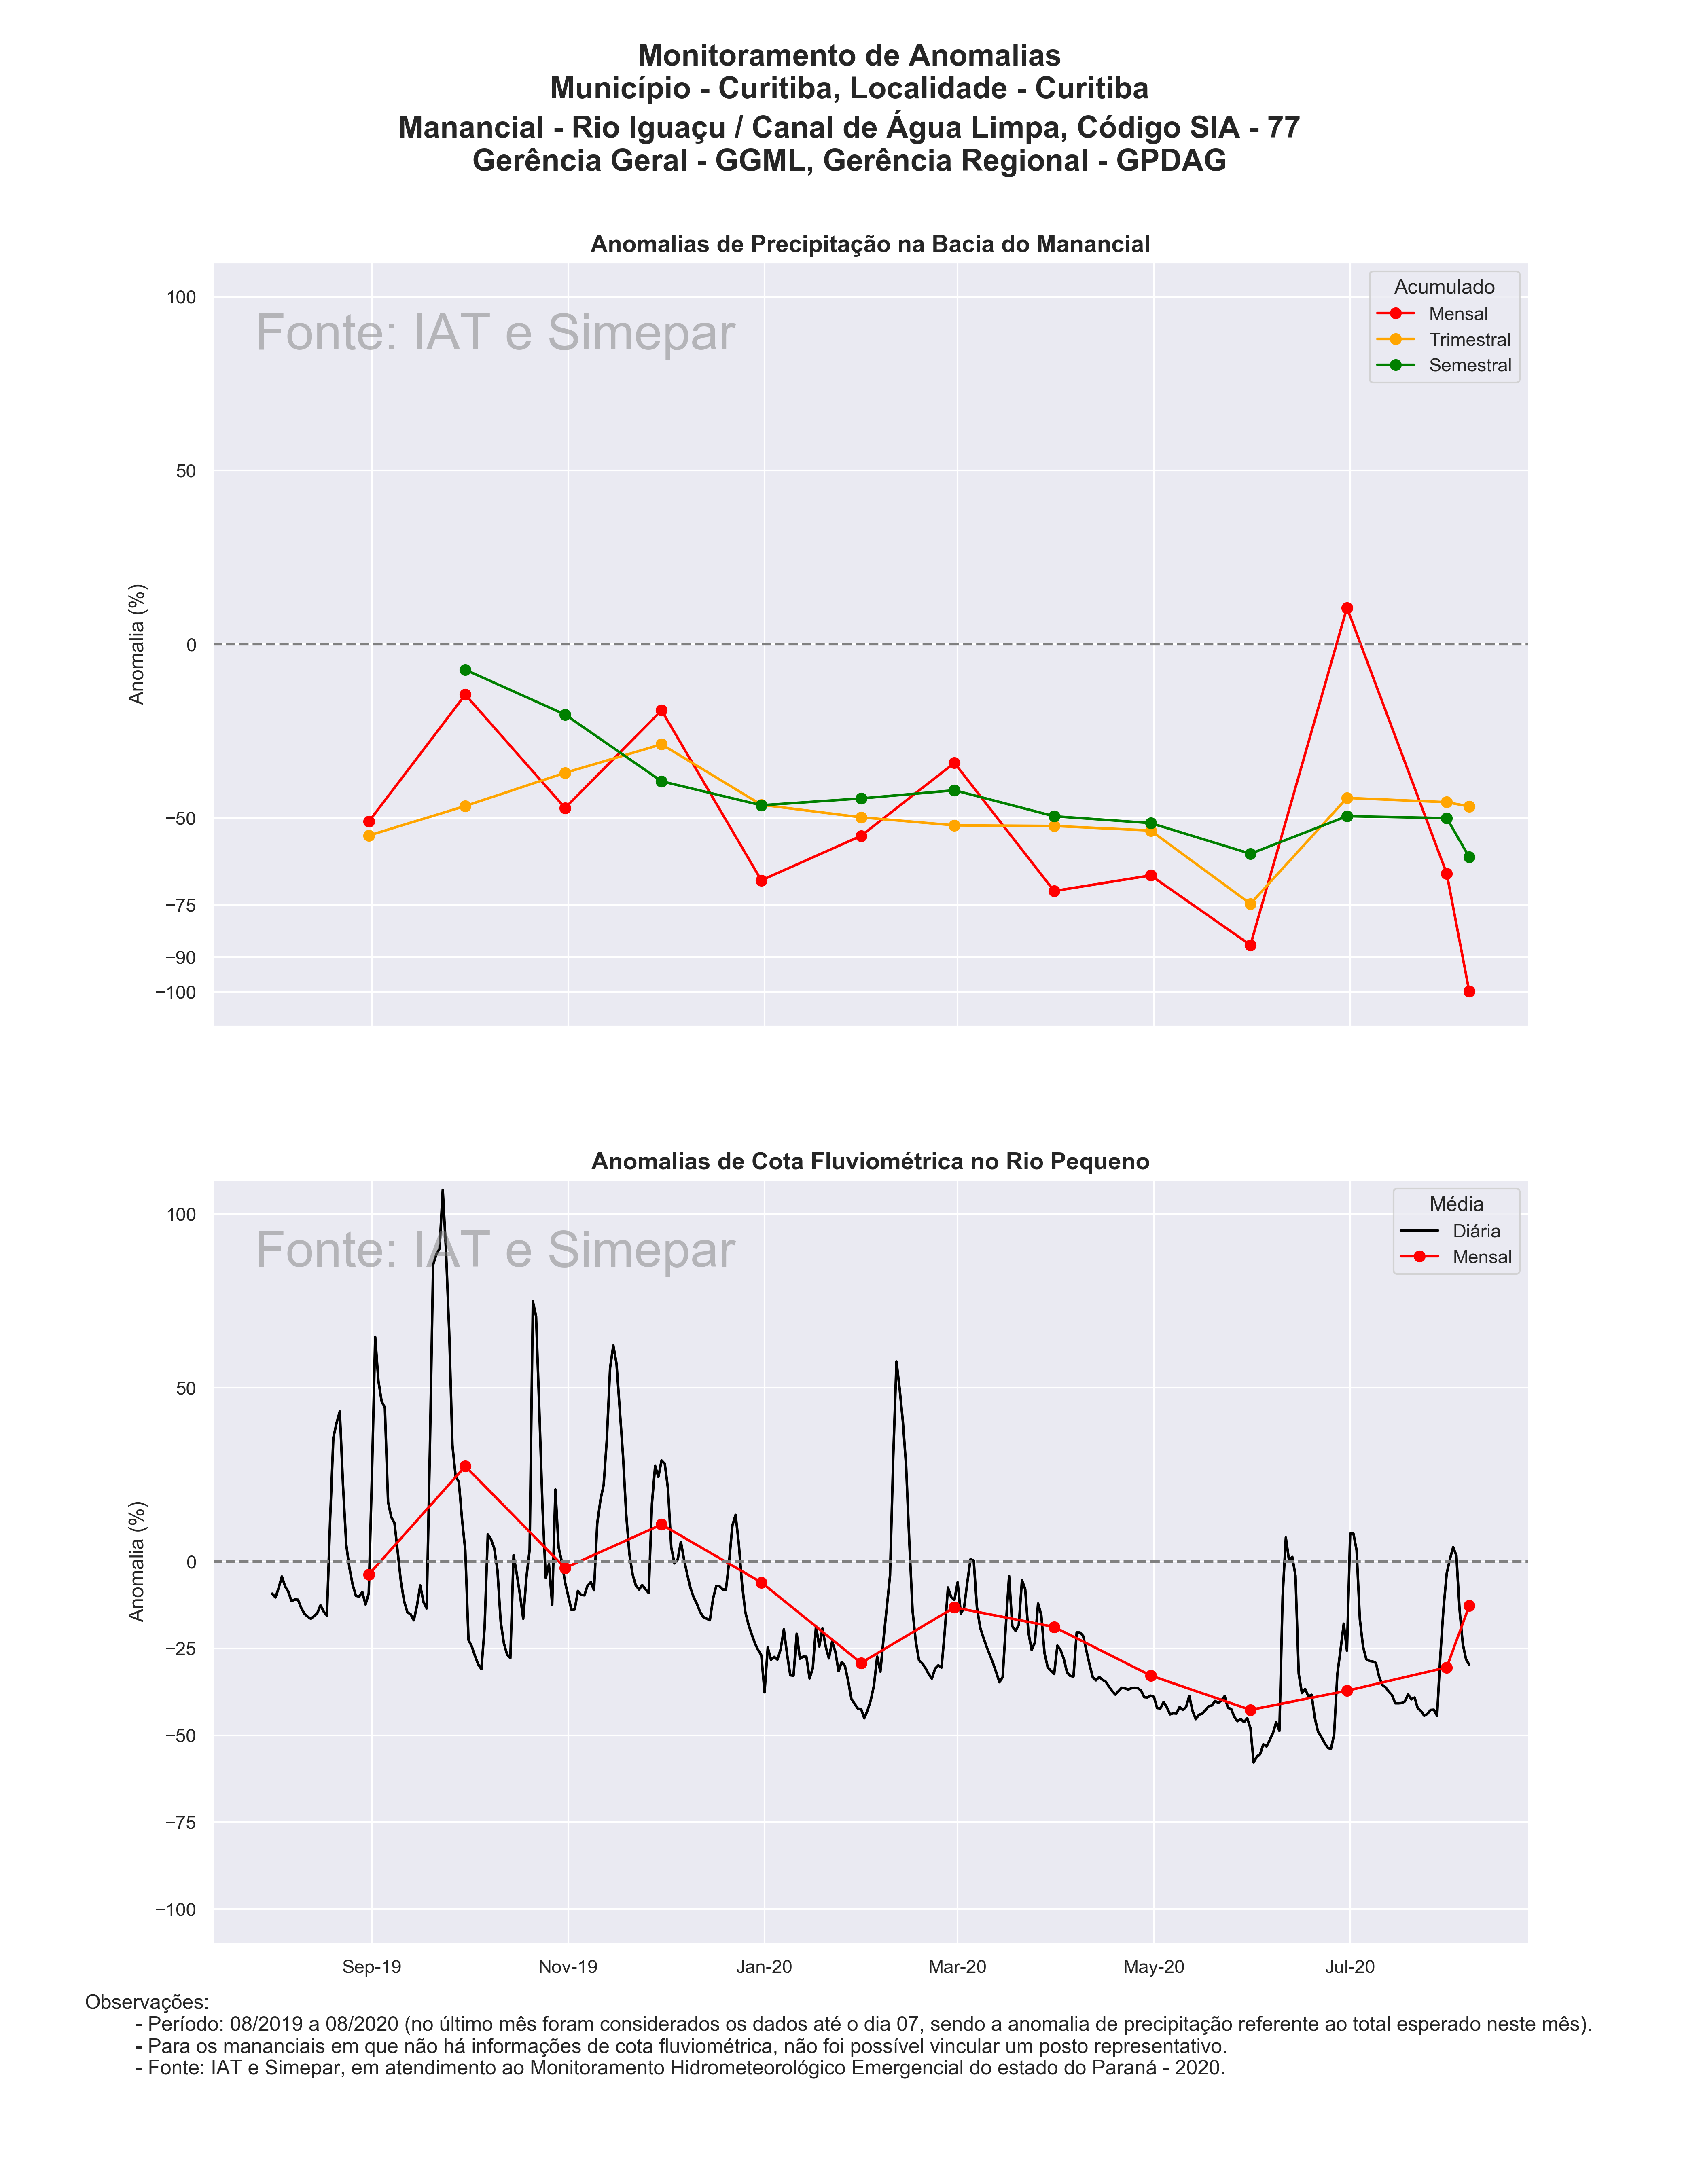 Monitoramento de Anomalias
Município - Curitiba, Localidade - Curitiba
Manancial - Rio Iguaçu / Canal de Água Limpa, Código SIA - 77
Gerência Geral - GGML, Gerência Regional - GPDAG
Anomalias de Precipitação na Bacia do Manancial
Fonte: IAT e Simepar
Acumulado
Mensal
Trimestral
Semestral
Anomalia (%)
100
50
0
−50
−75
−90
−100
Anomalias de Cota Fluviométrica no Rio Pequeno
Fonte: IAT e Simepar
Média
Diária
Mensal
Anomalia (%)
100
50
0
−25
−50
−75
−100
Sep-19 Nov-19 Jan-20 Mar-20 May-20 Jul-20
Observações:
- Período: 08/2019 a 08/2020 (no último mês foram considerados os dados até o dia 07, sendo a anomalia de precipitação referente ao total esperado neste mês).
- Para os mananciais em que não há informações de cota fluviométrica, não foi possível vincular um posto representativo.
- Fonte: IAT e Simepar, em atendimento ao Monitoramento Hidrometeorológico Emergencial do estado do Paraná - 2020.